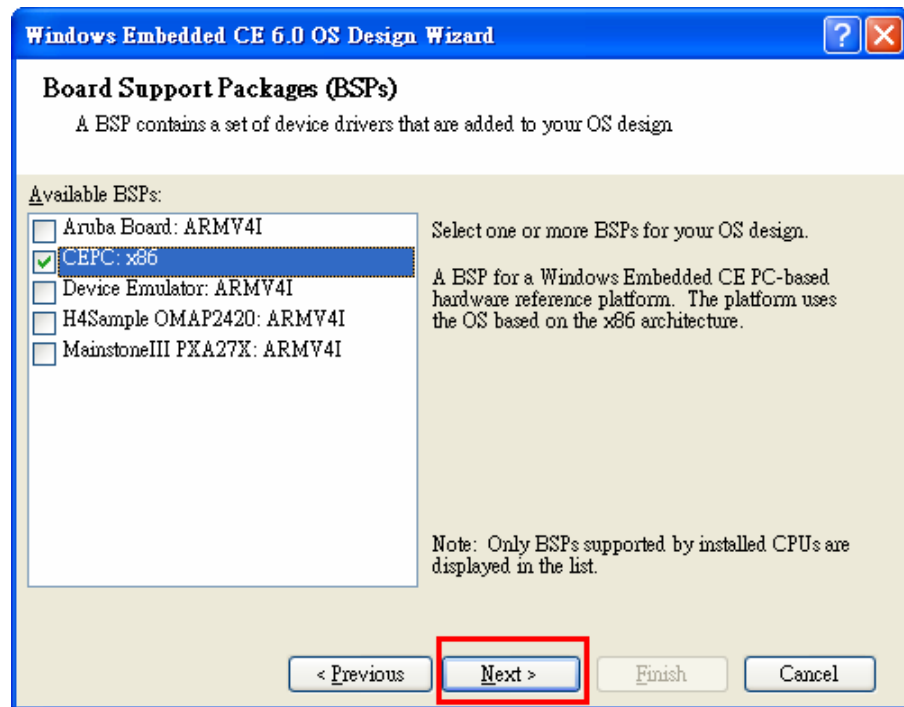 Windows Embedded CE 6.0 OS Design Wizard
Board Support Packages (BSPs)
A BSP contains a set of device drivers that are added to your OS design
Available BSPs:
Aruba Board: ARMV4I
CEPC: x86
Device Emulator: ARMV4I
H4Sample OMAP2420: ARMV4I
MainstoneIII PXA27X: ARMV4I
Select one or more BSPs for your OS design.
A BSP for a Windows Embedded CE PC-based
hardware reference platform. The platform uses
the OS based on the x86 architecture.
Note: Only BSPs supported by installed CPUs are
displayed in the list.
< Previous
Next >
Finish
Cancel